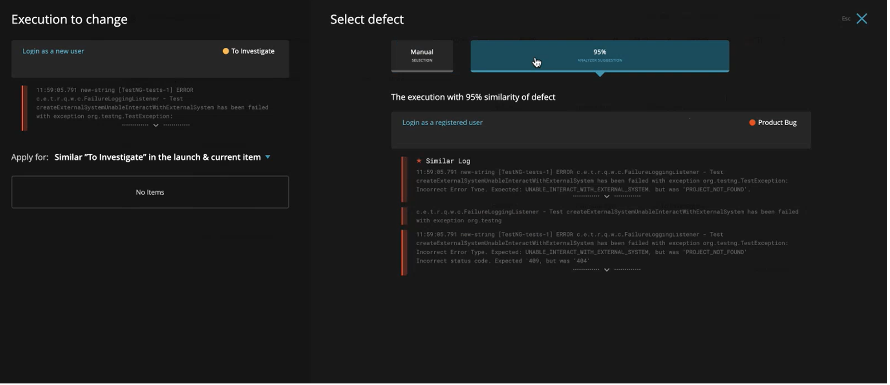 Execution to change
Login as a new user
To Investigate
11:59:05.791 new-string [TestNG-tests-1] ERROR
c.e.t.r.q.w.c.FailureLoggingListener - Test
createExternalSystemUnableInteractWithExternalSystem has been failed
with exception org.testng.TestException:
Apply for: Similar "To Investigate" in the launch & current item
No Items
Select defect
Esc
Manual
SELECTION
95%
ANALYZER SUGGESTION
The execution with 95% similarity of defect
Login as a registered user
Product Bug
Similar Log
11:59:05.791 new-string [TestNG-tests-1] ERROR c.e.t.r.q.w.c.FailureLoggingListener - Test
createExternalSystemUnableInteractWithExternalSystem has been failed with exception org.testng.TestException:
Incorrect Error Type. Expected: UNABLE_INTERACT_WITH_EXTERNAL_SYSTEM, but was 'PROJECT_NOT_FOUND'.
c.e.t.r.q.w.c.FailureLoggingListener - Test createExternalSystemUnableInteractWithExternalSystem has been failed
with exception org.testng
11:59:05.791 new-string [TestNG-tests-1] ERROR c.e.t.r.q.w.c.FailureLoggingListener - Test
createExternalSystemUnableInteractWithExternalSystem has been failed with exception org.testng.TestException:
Incorrect Error Type. Expected: UNABLE_INTERACT_WITH_EXTERNAL_SYSTEM, but was 'PROJECT_NOT_FOUND'
Incorrect status code. Expected '409, but was '404'